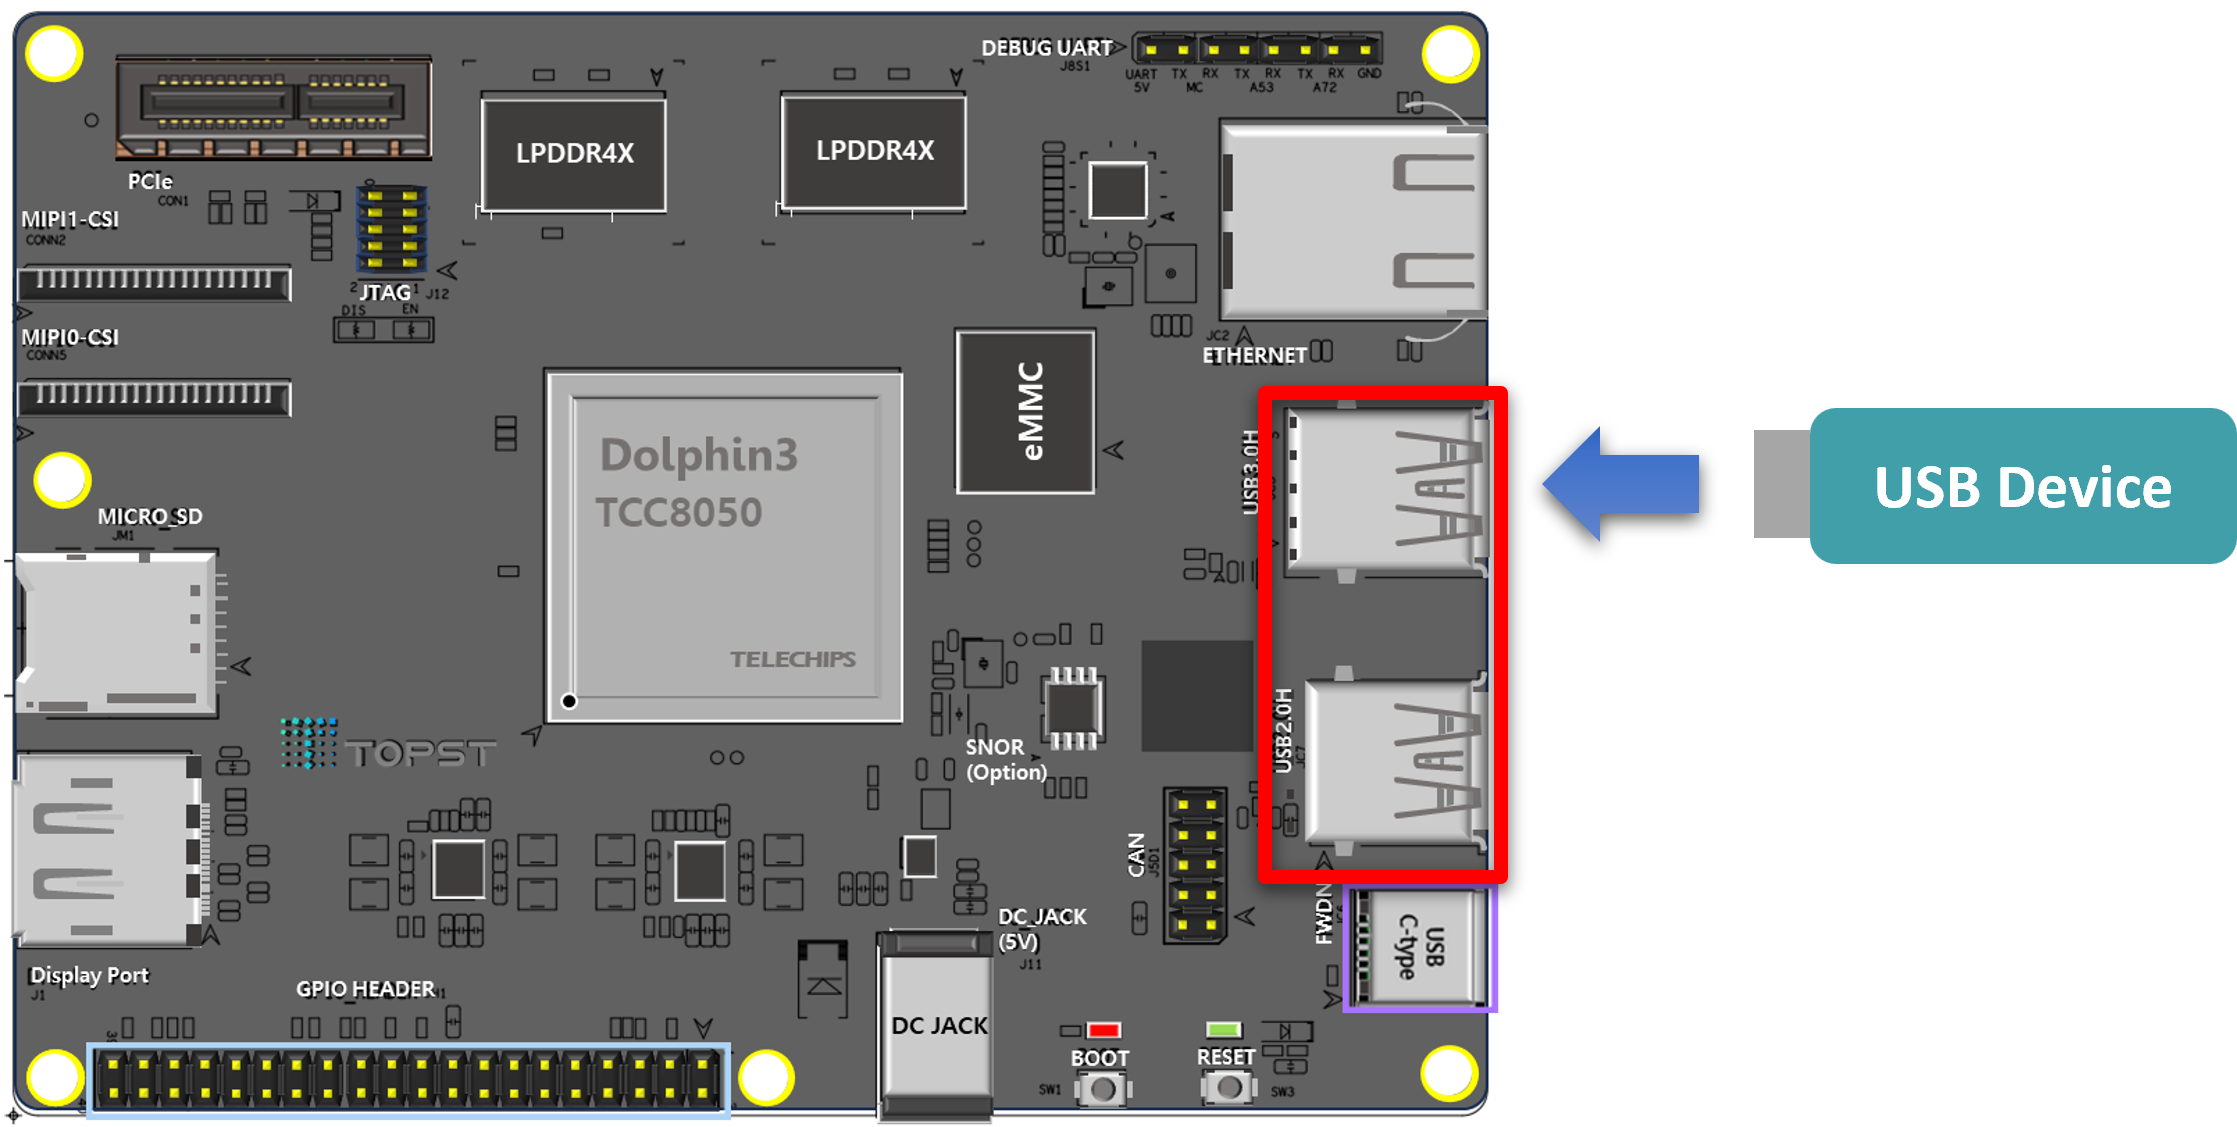 DEBUG UART
J8S1
UART TX RX TX RX TX RX GND
5V MC A53 A72
LPDDR4X
LPDDR4X
PCIe
CON1
MIPI1-CSI
CONN2
JTAG
2 1 J12
DIS EN
MIPI0-CSI
CONN5
JC2
ETHERNET
eMMC
USB3.0H
USB Device
Dolphin3
TCC8050
TELECHIPS
MICRO_SD
JM1
TOPST
SNOR
(Option)
USB2.0H
JC7
CAN
J5D1
FWDN
USB
C-type
DC_JACK
(5V)
J11
Display Port
J1
GPIO HEADER
DC JACK
BOOT
SW1
RESET
SW3